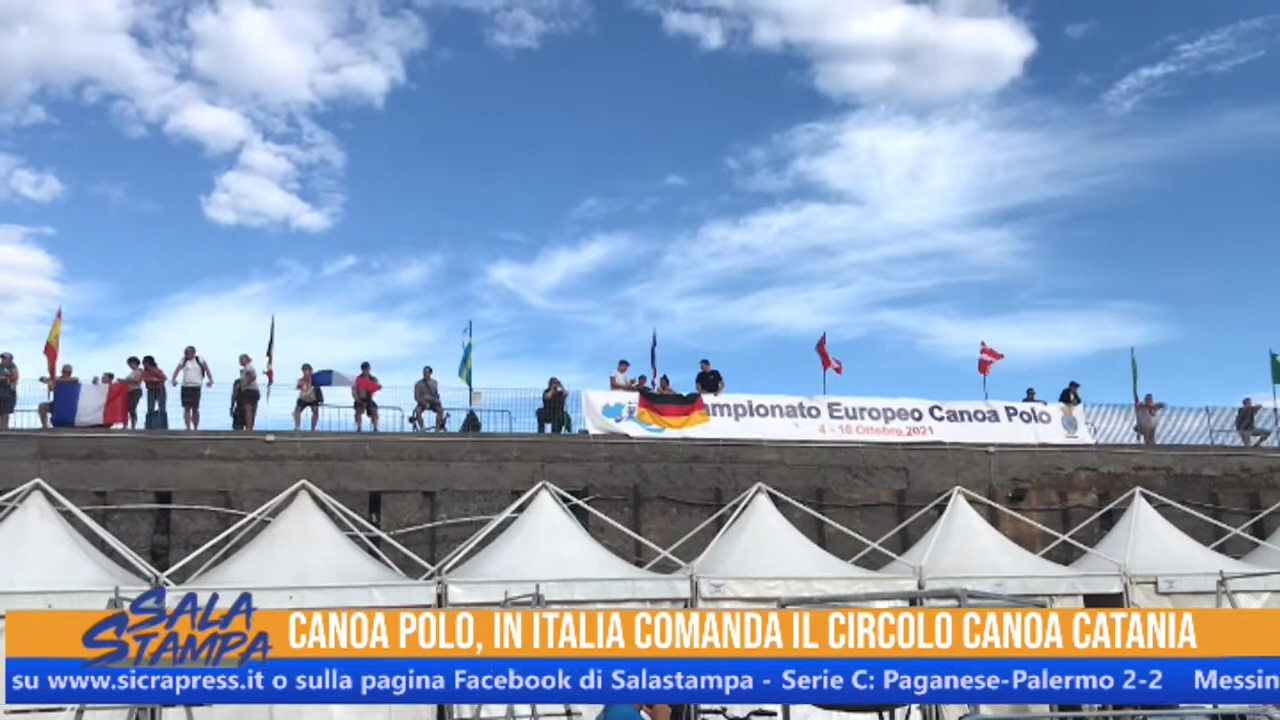 ampionato Europeo Canoa Polo
4 - 10 Ottobre 2021
SALA
STAMPA
CANOA POLO, IN ITALIA COMANDA IL CIRCOLO CANOA CATANIA
su www.sicrapress.it o sulla pagina Facebook di Salastampa - Serie C: Paganese-Palermo 2-2 Messin